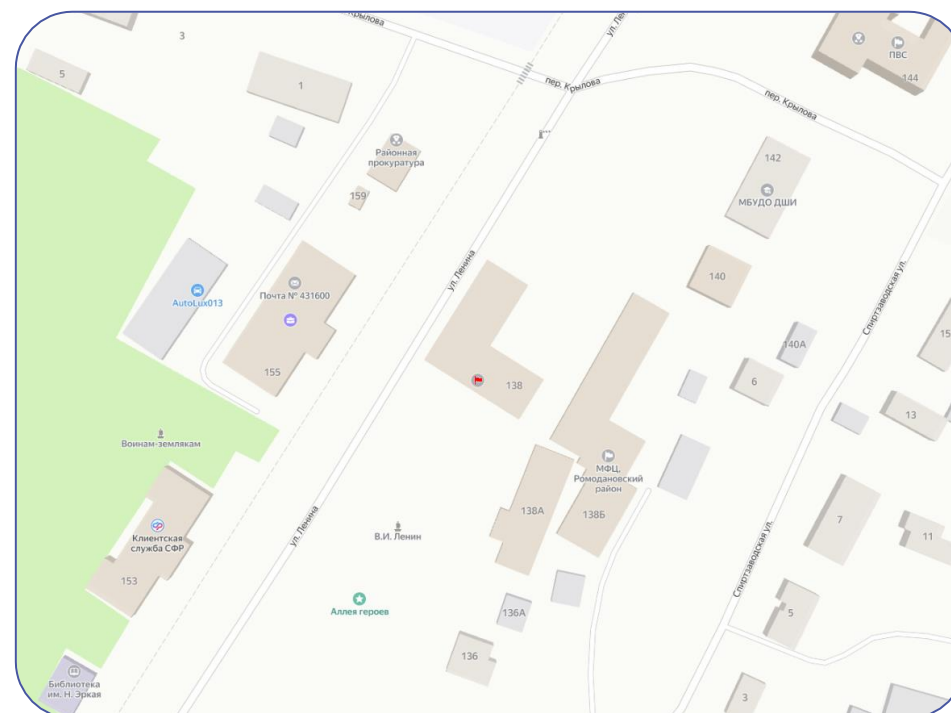 пер. Крылова
ул. Ле
3
ПВС
144
5
1
пер. Крылова
пер. Крылова
Районная
прокуратура
142
МБУДО ДШИ
159
ул. Ленина
140
Почта № 431600
AutoLux013
Спиртзаводская ул.
15
140А
155
138
6
13
Воинам-землякам
МФЦ,
Ромодановский
район
Клиентская
служба СФР
138А
138Б
7
ул. Ленина
В.И. Ленин
11
153
Спиртзаводская ул.
Аллея героев
136А
5
136
Библиотека
им. Н. Эркая
3